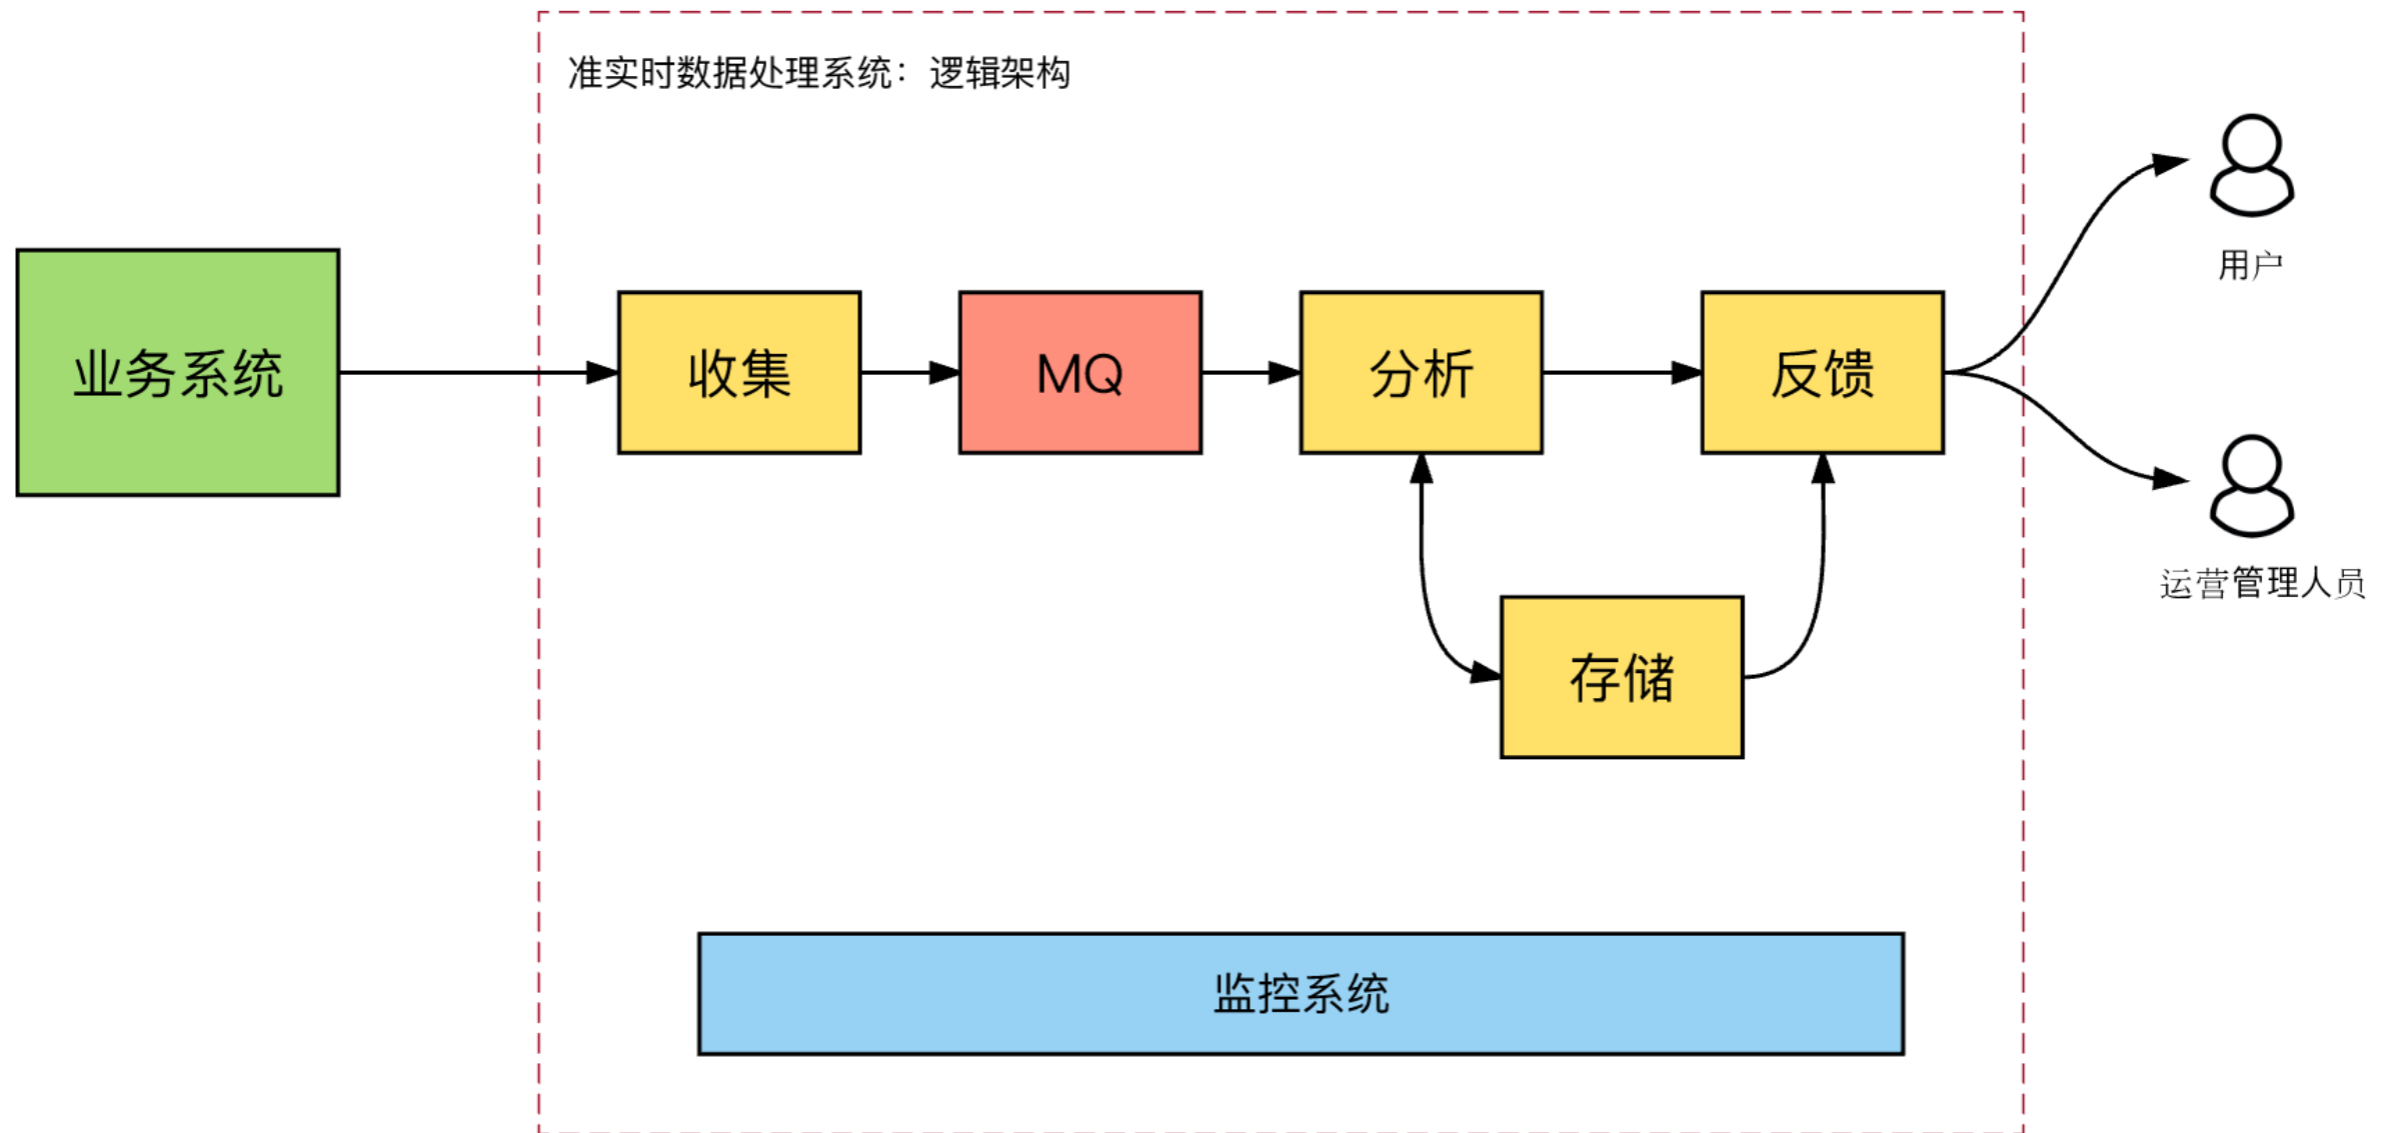 准实时数据处理系统：逻辑架构
业务系统
收集
MQ
分析
反馈
用户
运营管理人员
存储
监控系统